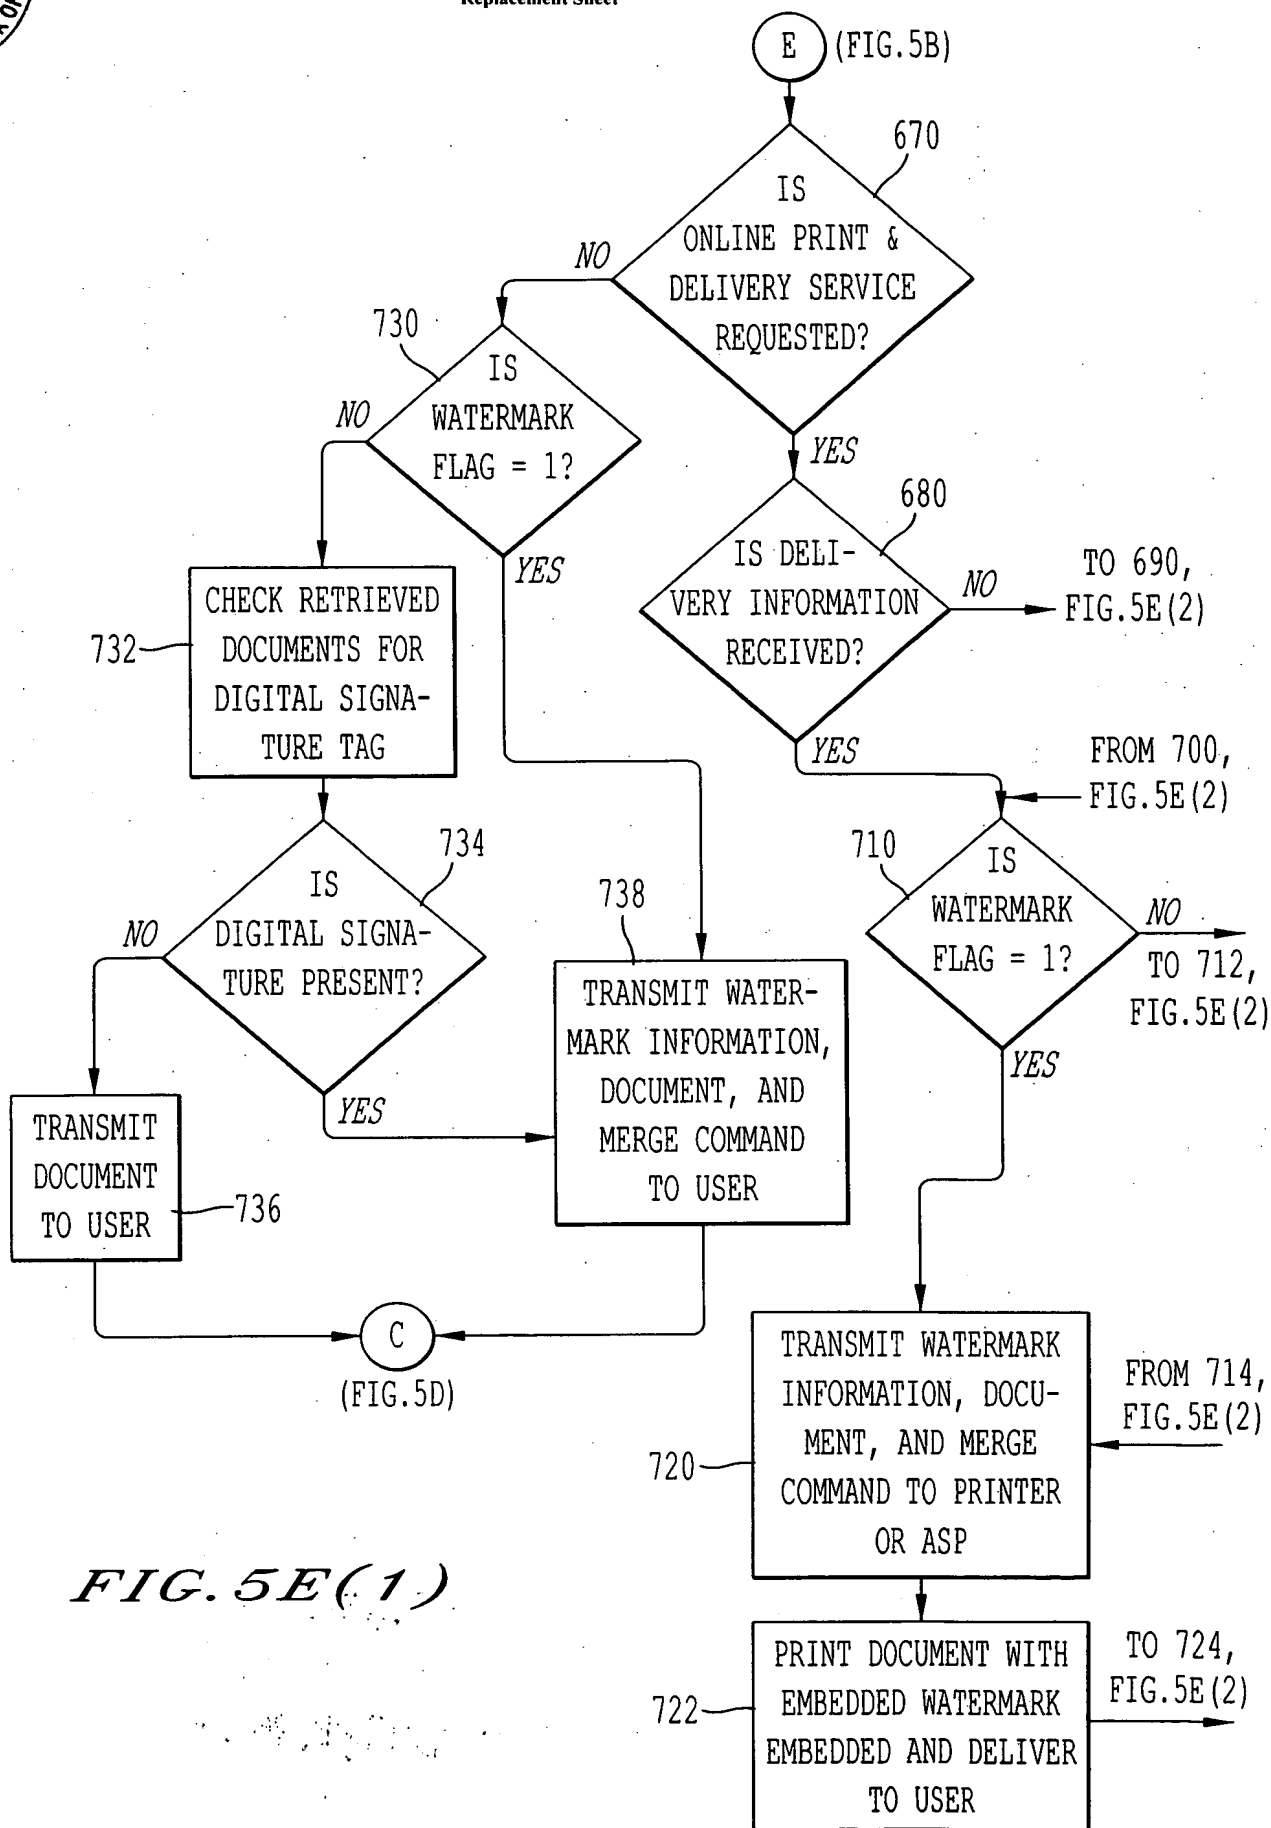 Replacement Sheet
E (FIG.5B)
670
IS
ONLINE PRINT &
DELIVERY SERVICE
REQUESTED?
NO
YES
730
IS
WATERMARK
FLAG = 1?
NO
YES
680
IS DELI-
VERY INFORMATION
RECEIVED?
NO
TO 690,
FIG.5E(2)
YES
732
CHECK RETRIEVED
DOCUMENTS FOR
DIGITAL SIGNA-
TURE TAG
FROM 700,
FIG.5E(2)
734
IS
DIGITAL SIGNA-
TURE PRESENT?
NO
YES
710
IS
WATERMARK
FLAG = 1?
NO
TO 712,
FIG.5E(2)
YES
738
TRANSMIT WATER-
MARK INFORMATION,
DOCUMENT, AND
MERGE COMMAND
TO USER
TRANSMIT
DOCUMENT
TO USER
736
C
(FIG.5D)
TRANSMIT WATERMARK
INFORMATION, DOCU-
MENT, AND MERGE
COMMAND TO PRINTER
OR ASP
720
FROM 714,
FIG.5E(2)
PRINT DOCUMENT WITH
EMBEDDED WATERMARK
EMBEDDED AND DELIVER
TO USER
722
TO 724,
FIG.5E(2)
FIG.5E(1)